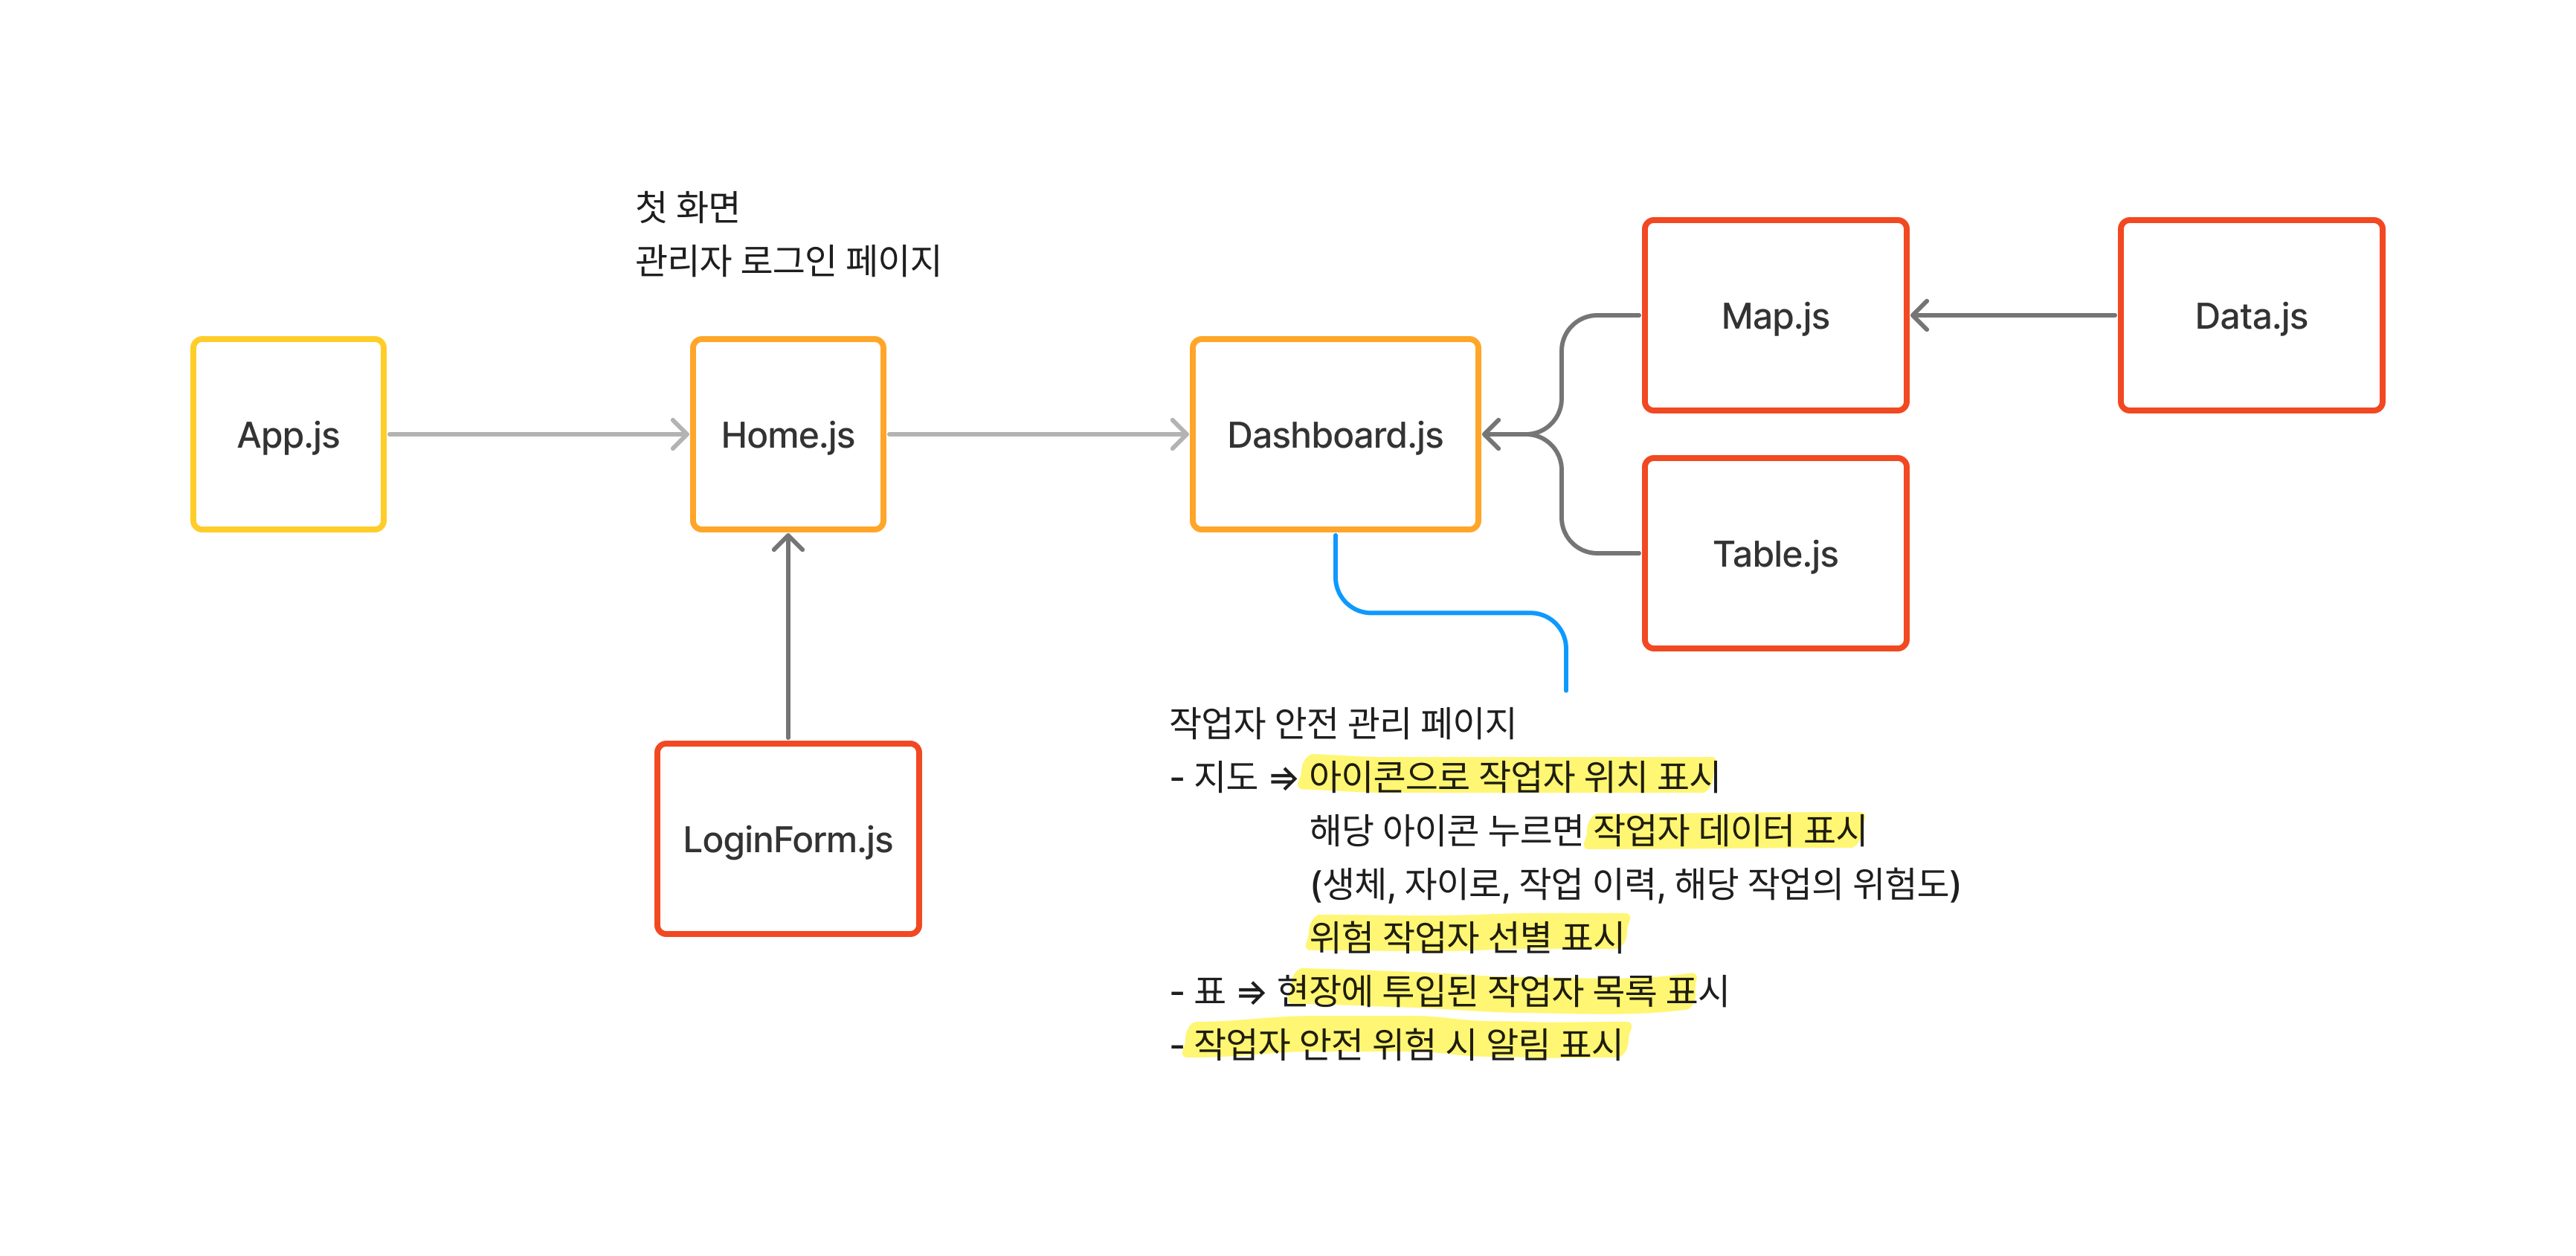 첫 화면
관리자 로그인 페이지
App.js
Home.js
Dashboard.js
Map.js
Data.js
Table.js
LoginForm.js
작업자 안전 관리 페이지
- 지도 ⇒ 아이콘으로 작업자 위치 표시
해당 아이콘 누르면 작업자 데이터 표시
(생체, 자이로, 작업 이력, 해당 작업의 위험도)
위험 작업자 선별 표시
- 표 ⇒ 현장에 투입된 작업자 목록 표시
- 작업자 안전 위험 시 알림 표시